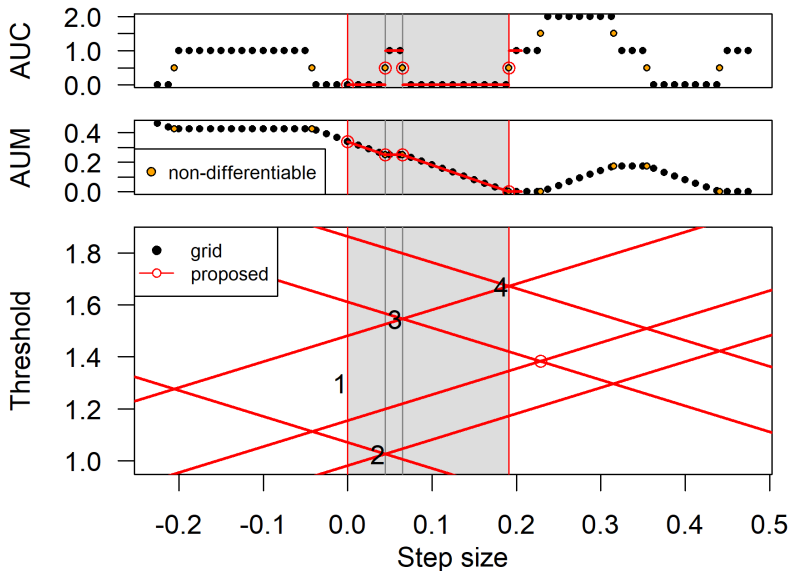 AUC
2.0
1.0
0.0
AUM
0.4
0.2
0.0
non-differentiable
Threshold
1.8
1.6
1.4
1.2
1.0
grid
proposed
4
3
1
2
-0.2 -0.1 0.0 0.1 0.2 0.3 0.4 0.5
Step size